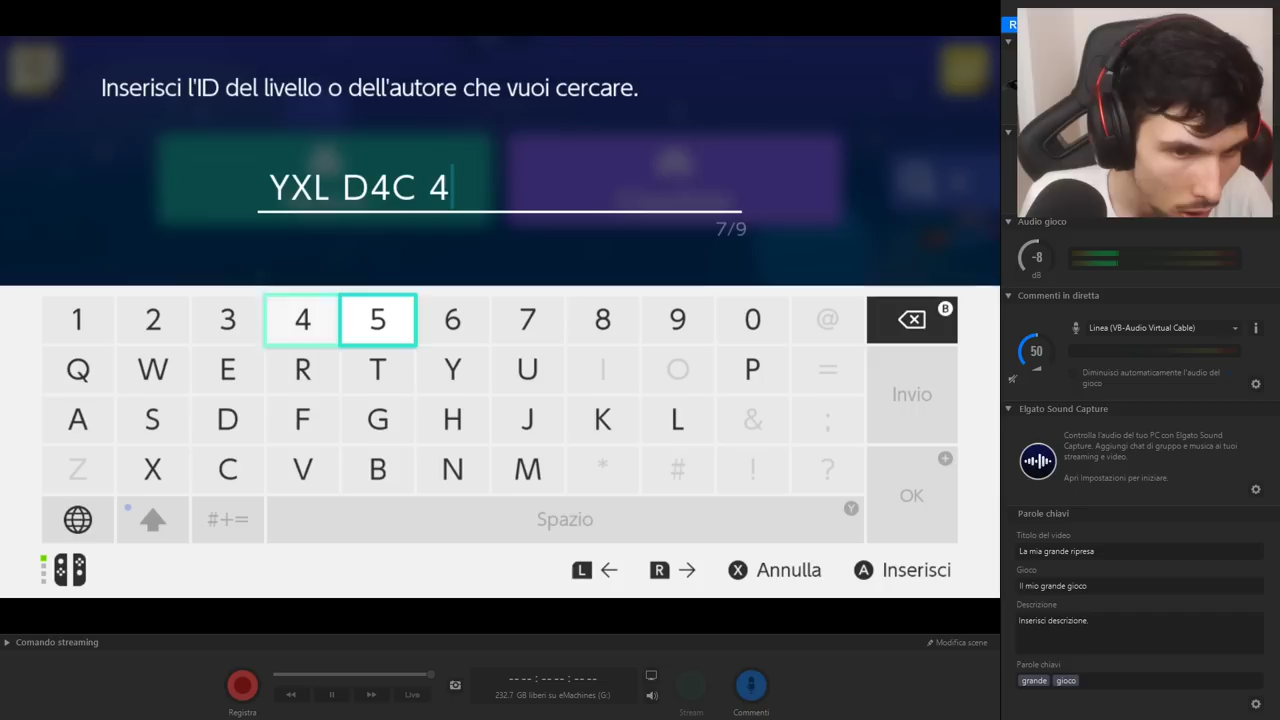 Inserisci l'ID del livello o dell'autore che vuoi cercare.
YXL D4C 4
7/9
1 2 3 4 5 6 7 8 9 0 @ B
Q W E R T Y U I O P =
A S D F G H J K L & ;
Invio
Z X C V B N M * # ! ? +
OK
#+= Spazio Y
L ← R → X Annulla A Inserisci
R
Audio gioco
-8
dB
Commenti in diretta
Linea (VB-Audio Virtual Cable)
50
Diminuisci automaticamente l'audio del
gioco
Elgato Sound Capture
Controlla l'audio del tuo PC con Elgato Sound
Capture. Aggiungi chat di gruppo e musica ai tuoi
streaming e video.
Apri Impostazioni per iniziare.
Parole chiavi
Titolo del video
La mia grande ripresa
Gioco
Il mio grande gioco
Descrizione
Inserisci descrizione.
Parole chiavi
grande gioco
Comando streaming
Modifica scene
Live
--:--:--:--
232.7 GB liberi su eMachines (G:)
Registra
Stream
Commenti